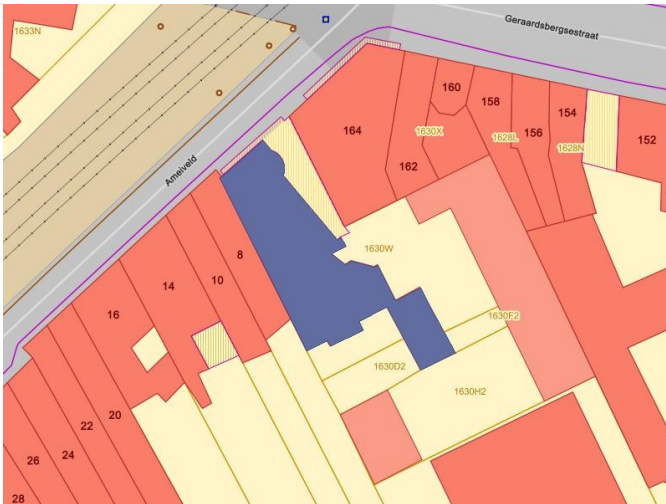 Geraardsbergsestraat
1633N
160
158
154
164
1630X
156
152
1628L
1628N
Ameiveld
162
8
1630W
10
14
16
1630F2
1630D2
1630H2
20
22
24
26
28